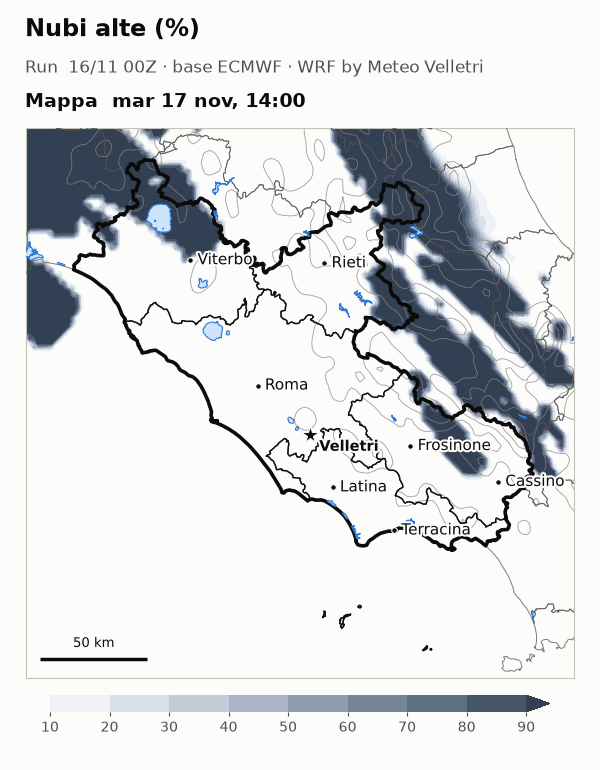 Nubi alte (%)
Run 16/11 00Z · base ECMWF · WRF by Meteo Velletri
Mappa mar 17 nov, 14:00
Viterbo
Rieti
Roma
Velletri
Frosinone
Cassino
Latina
Terracina
50 km
10 20 30 40 50 60 70 80 90